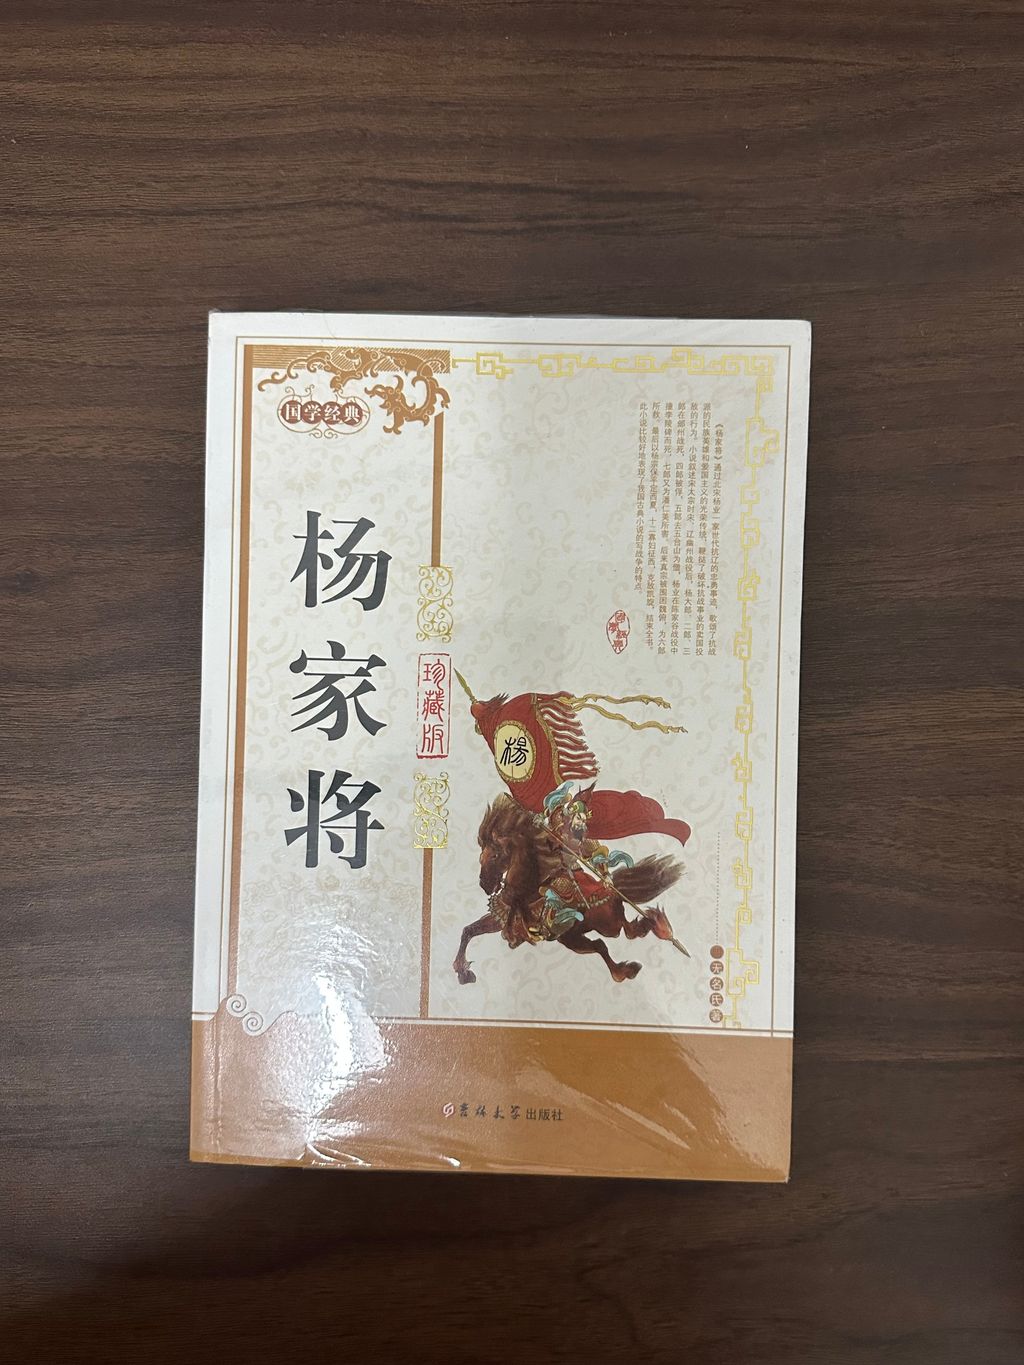 国学经典
杨家将
珍藏版
《杨家将》通过北宋杨业一家世代抗辽的忠勇事迹，歌颂了抗战
派的民族英雄和爱国主义的光荣传统，鞭挞了破坏抗战事业的卖国投
敌的行为。小说叙述宋太宗时宋、辽幽州战役后，杨大郎、二郎、三
郎在幽州战死，四郎被俘，五郎去五台山为僧，杨业在陈家谷战役中
撞李陵碑而死，七郎又为潘仁美所害。后来真宗被围困魏俯，为六郎
所救，最后以杨宗保平定西夏，十二寡妇征西，克敌凯旋，结束全书。
此小说比较好地表现了我国古典小说的写战争的特点。
国学经典
楊
无名氏 著
吉林大学出版社